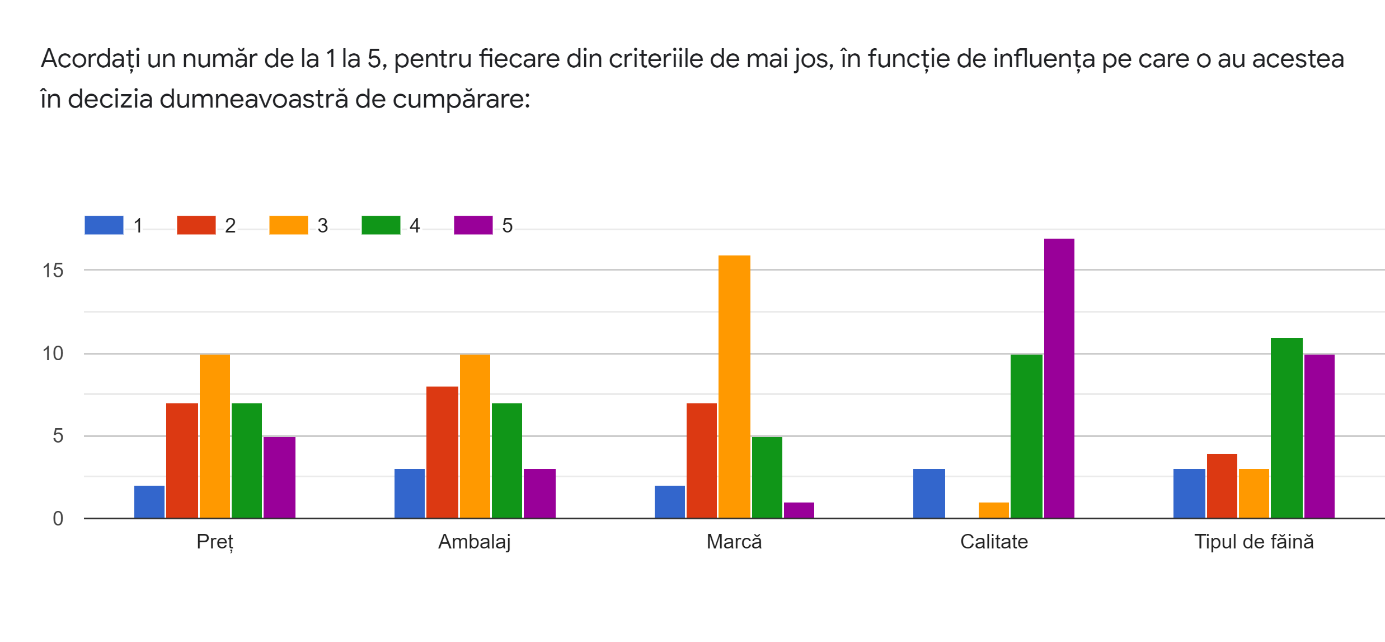 Acordați un număr de la 1 la 5, pentru fiecare din criteriile de mai jos, în funcție de influența pe care o au acestea
în decizia dumneavoastră de cumpărare:
1 2 3 4 5
15
10
5
0
Preț Ambalaj Marcă Calitate Tipul de făină